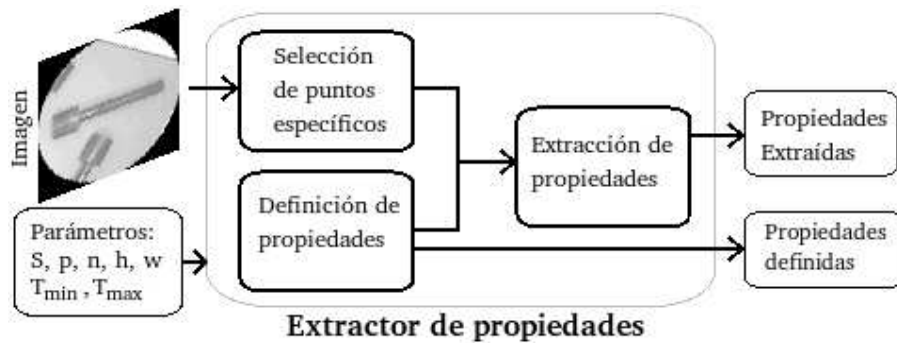 Imagen
Selección
de puntos
específicos
Definición de
propiedades
Extracción de
propiedades
Propiedades
Extraídas
Propiedades
definidas
Parámetros:
S, p, n, h, w
Tmin , Tmax
Extractor de propiedades